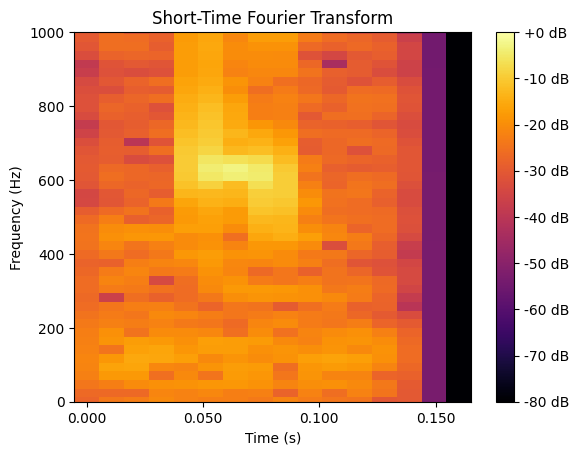 Short-Time Fourier Transform
1000
800
600
400
200
0
Frequency (Hz)
0.000
0.050
0.100
0.150
Time (s)
+0 dB
-10 dB
-20 dB
-30 dB
-40 dB
-50 dB
-60 dB
-70 dB
-80 dB